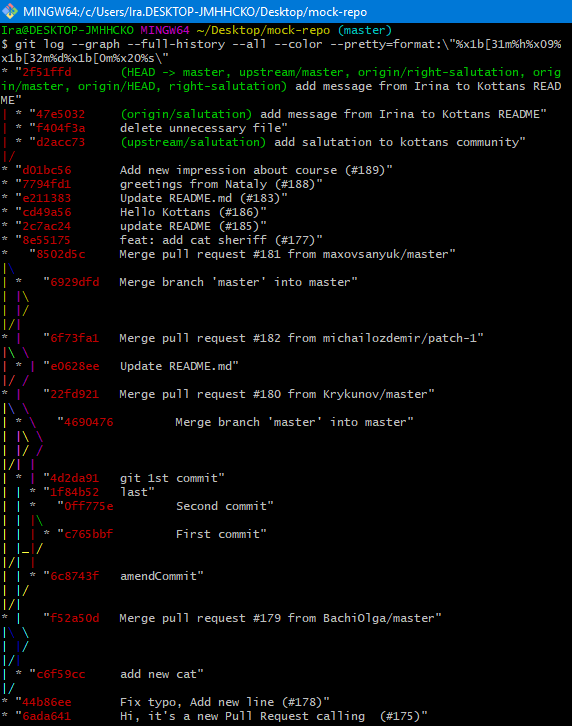 MINGW64:/c/Users/Ira.DESKTOP-JMHHCKO/Desktop/mock-repo
Ira@DESKTOP-JMHHCKO MINGW64 ~/Desktop/mock-repo (master)
$ git log --graph --full-history --all --color --pretty=format:\"%x1b[31m%h%x09%
x1b[32m%d%x1b[0m%x20%s\"
* "2f51ffd (HEAD -> master, upstream/master, origin/right-salutation, orig
in/master, origin/HEAD, right-salutation) add message from Irina to Kottans READ
ME"
| * "47e5032 (origin/salutation) add message from Irina to Kottans README"
| * "f404f3a delete unnecessary file"
| * "d2acc73 (upstream/salutation) add salutation to kottans community"
|/
* "d01bc56 Add new impression about course (#189)"
* "7794fd1 greetings from Nataly (#188)"
* "e211383 Update README.md (#183)"
* "cd49a56 Hello Kottans (#186)"
* "2c7ac24 update README (#185)"
* "8e55175 feat: add cat sheriff (#177)"
*   "8502d5c Merge pull request #181 from maxovsanyuk/master"
|\
| *   "6929dfd Merge branch 'master' into master"
| |\
| |/
|/|
* |   "6f73fa1 Merge pull request #182 from michailozdemir/patch-1"
|\ \
| * | "e0628ee Update README.md"
|/ /
* |   "22fd921 Merge pull request #180 from Krykunov/master"
|\ \
| * \   "4690476 Merge branch 'master' into master"
| |\ \
| |/ /
|/| |
| * | "4d2da91 git 1st commit"
| | * "1f84b52 last"
| | *   "0ff775e Second commit"
| | |\
| | | * "c765bbf First commit"
| |_|/
|/| |
| | * "6c8743f amendCommit"
| |/
|/|
* |   "f52a50d Merge pull request #179 from BachiOlga/master"
|\ \
| |/
|/|
| * "c6f59cc add new cat"
|/
* "44b86ee Fix typo, Add new line (#178)"
* "6ada641 Hi, it's a new Pull Request calling  (#175)"